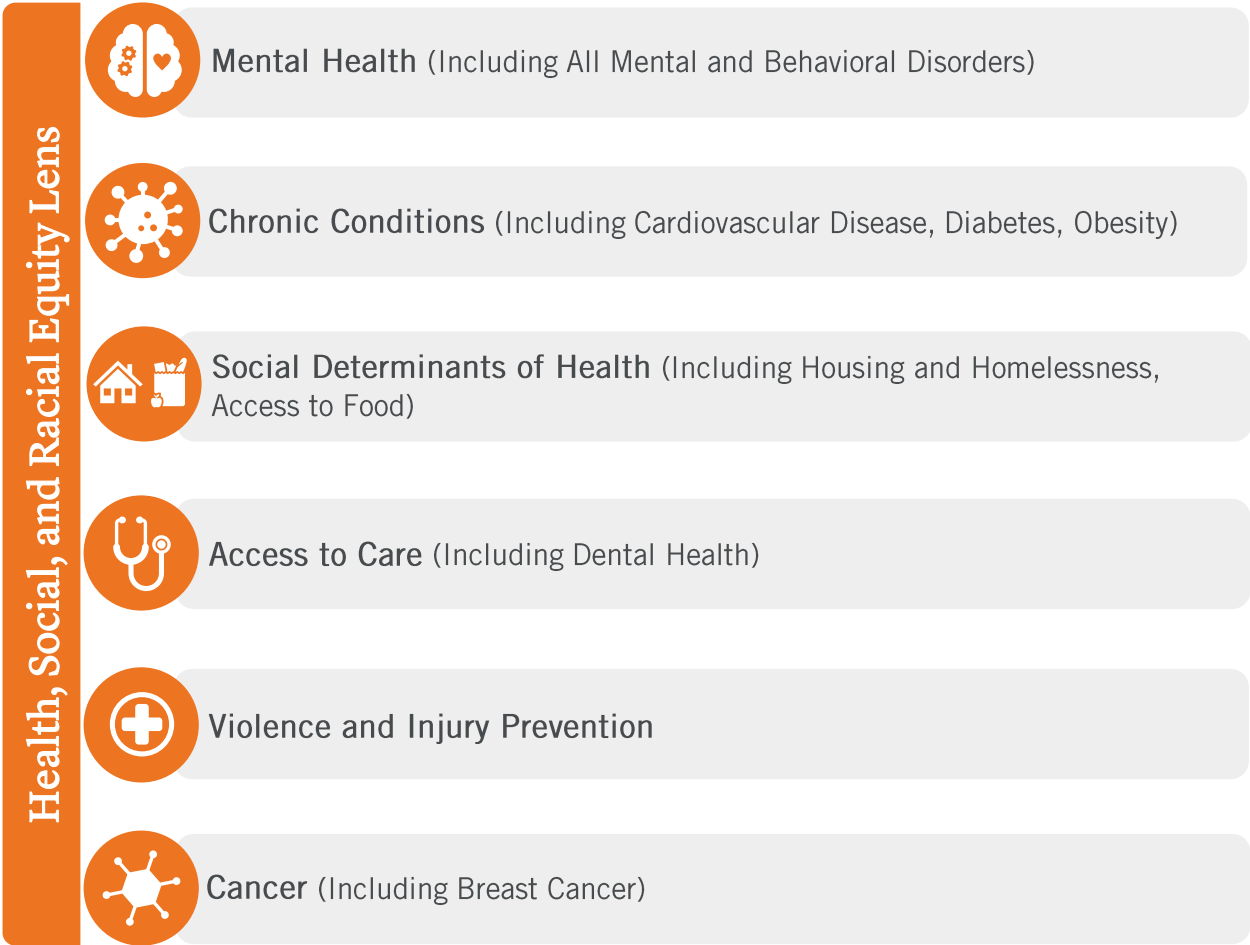 Health, Social, and Racial Equity Lens
Mental Health (Including All Mental and Behavioral Disorders)
Chronic Conditions (Including Cardiovascular Disease, Diabetes, Obesity)
Social Determinants of Health (Including Housing and Homelessness,
Access to Food)
Access to Care (Including Dental Health)
Violence and Injury Prevention
Cancer (Including Breast Cancer)